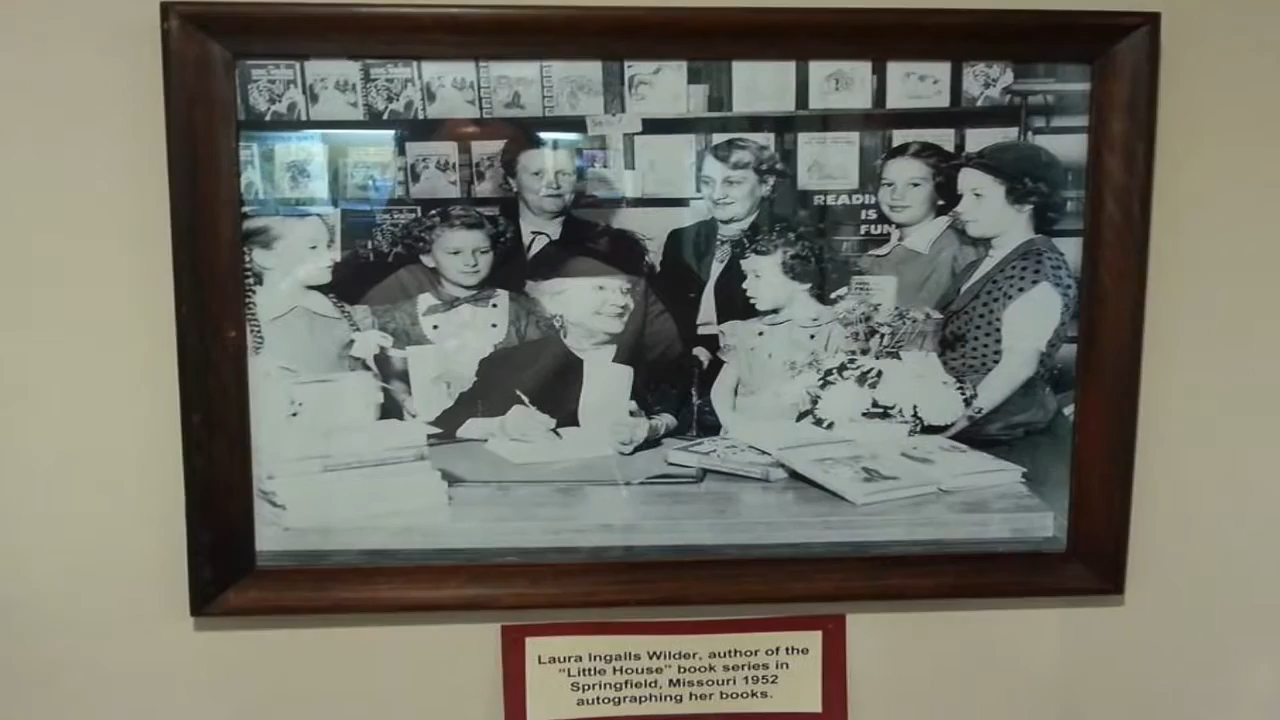 READING
IS
FUN
Laura Ingalls Wilder, author of the
"Little House" book series in
Springfield, Missouri 1952
autographing her books.